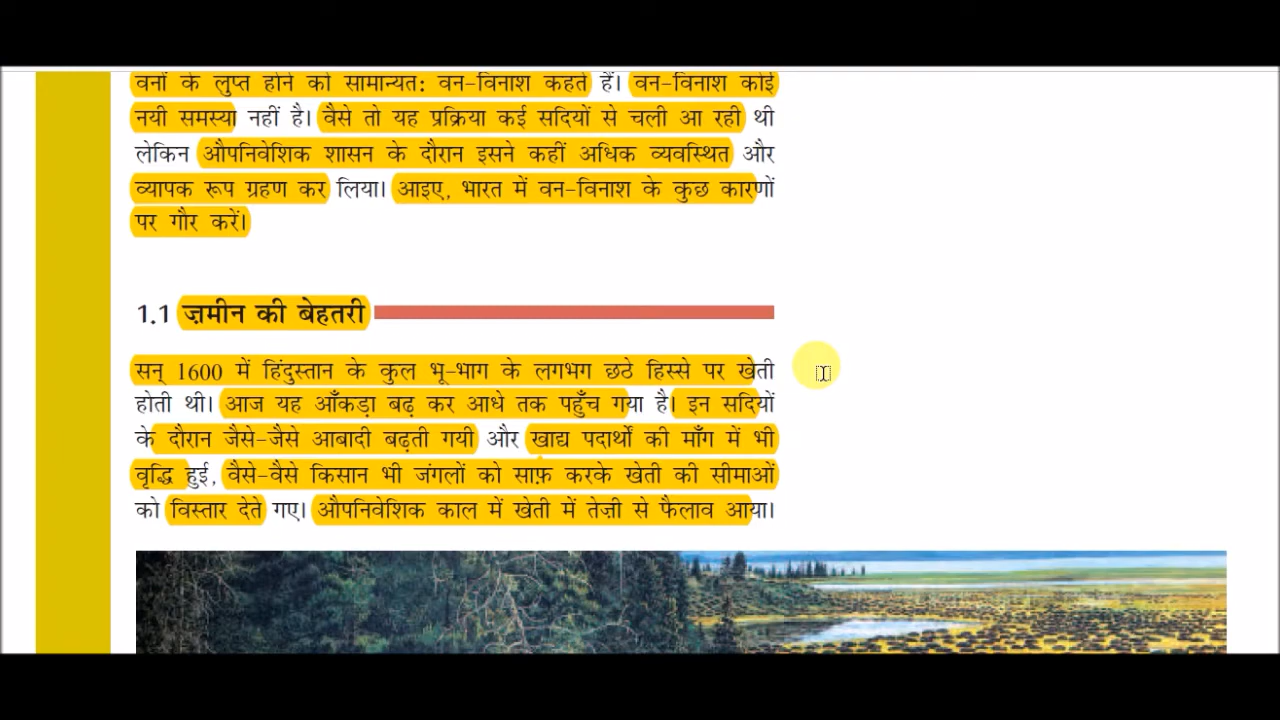 वनों के लुप्त होने को सामान्यत: वन-विनाश कहते हैं। वन-विनाश कोई
नयी समस्या नहीं है। वैसे तो यह प्रक्रिया कई सदियों से चली आ रही थी
लेकिन औपनिवेशिक शासन के दौरान इसने कहीं अधिक व्यवस्थित और
व्यापक रूप ग्रहण कर लिया। आइए, भारत में वन-विनाश के कुछ कारणों
पर गौर करें।
1.1 ज़मीन की बेहतरी
सन् 1600 में हिंदुस्तान के कुल भू-भाग के लगभग छठे हिस्से पर खेती
होती थी। आज यह आँकड़ा बढ़ कर आधे तक पहुँच गया है। इन सदियों
के दौरान जैसे-जैसे आबादी बढ़ती गयी और खाद्य पदार्थों की माँग में भी
वृद्धि हुई, वैसे-वैसे किसान भी जंगलों को साफ़ करके खेती की सीमाओं
को विस्तार देते गए। औपनिवेशिक काल में खेती में तेज़ी से फैलाव आया।